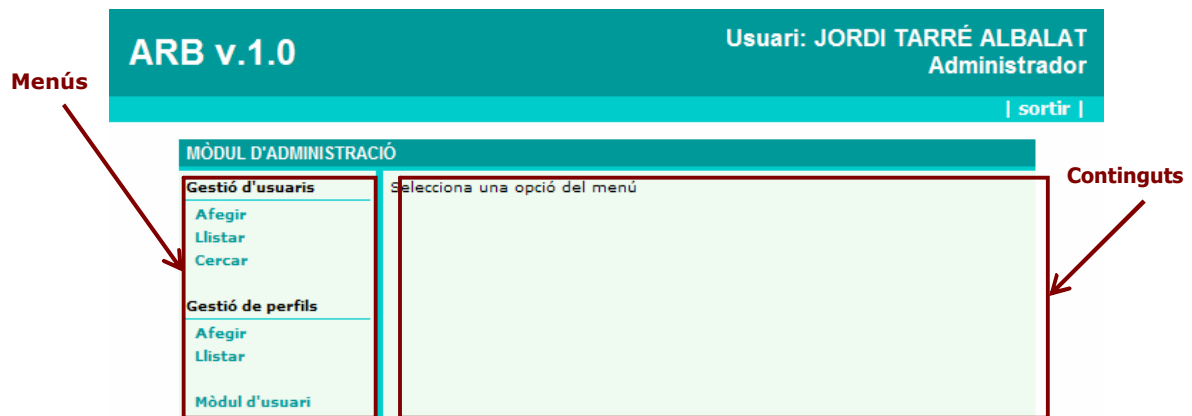 ARB v.1.0
Usuari: JORDI TARRÉ ALBALAT
Administrador
Menús
| sortir |
MÒDUL D'ADMINISTRACIÓ
Gestió d'usuaris
Selecciona una opció del menú
Continguts
Afegir
Llistar
Cercar
Gestió de perfils
Afegir
Llistar
Mòdul d'usuari